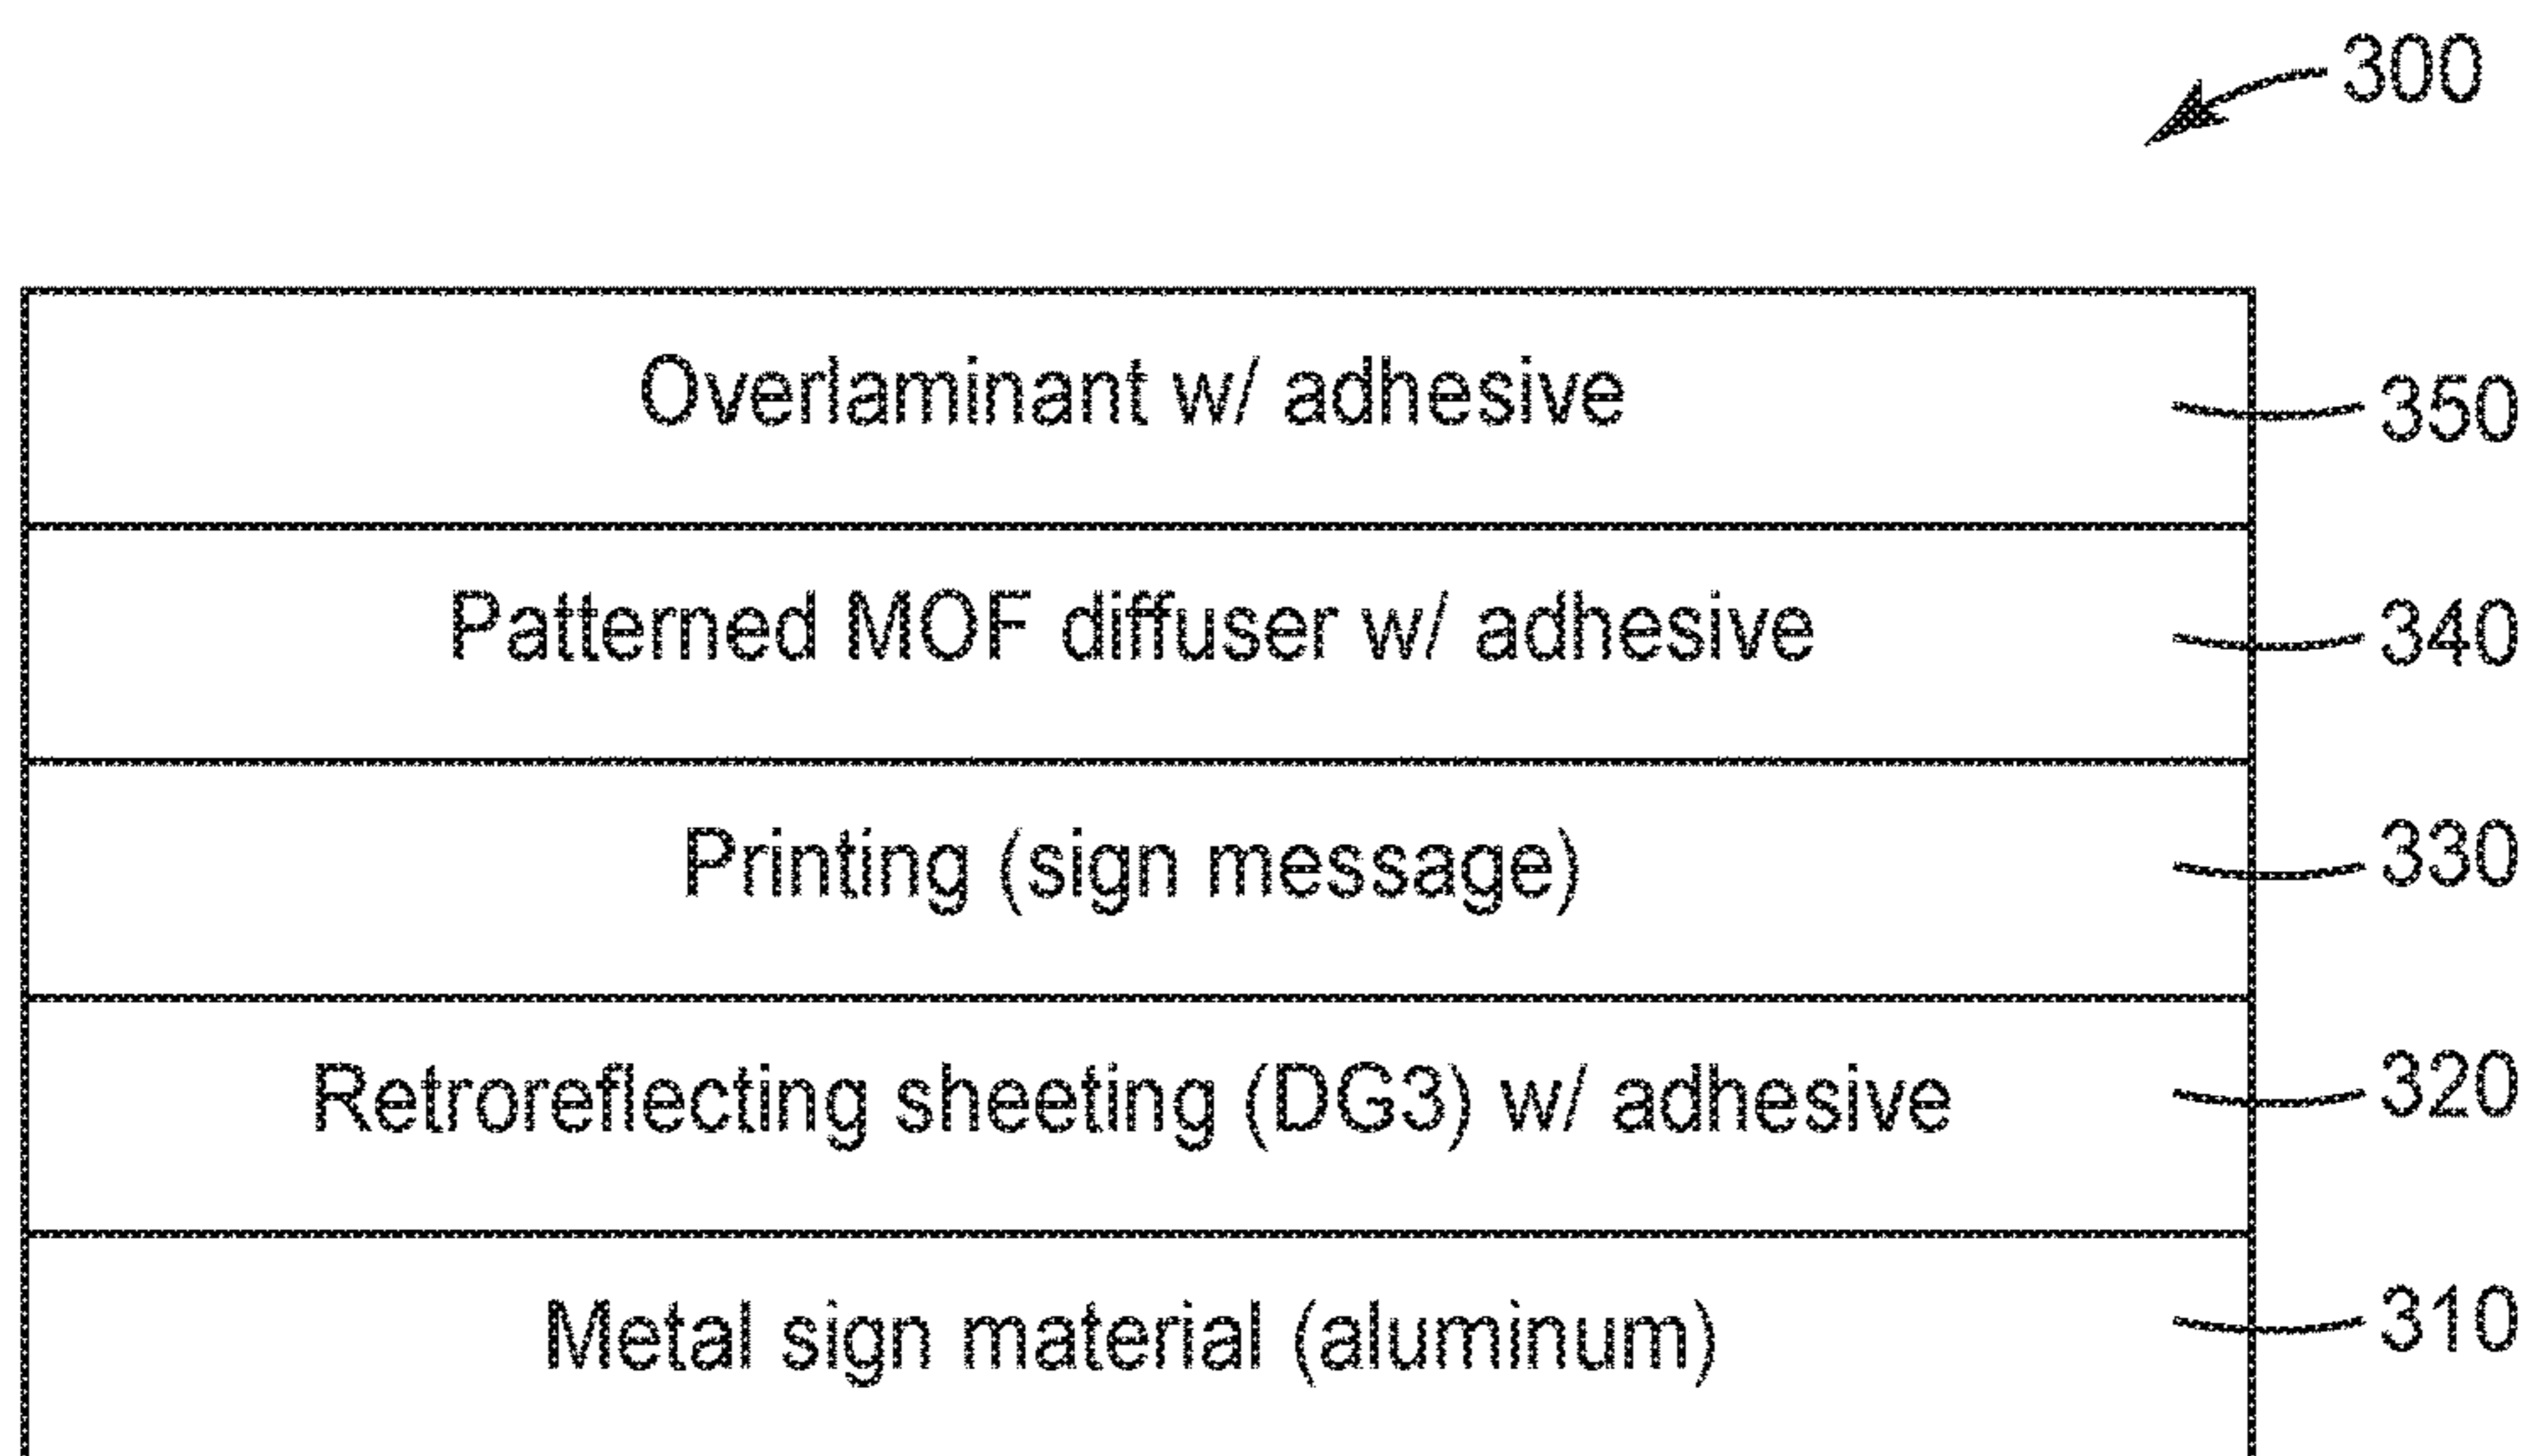 300
Overlaminant w/ adhesive 350
Patterned MOF diffuser w/ adhesive 340
Printing (sign message) 330
Retroreflecting sheeting (DG3) w/ adhesive 320
Metal sign material (aluminum) 310